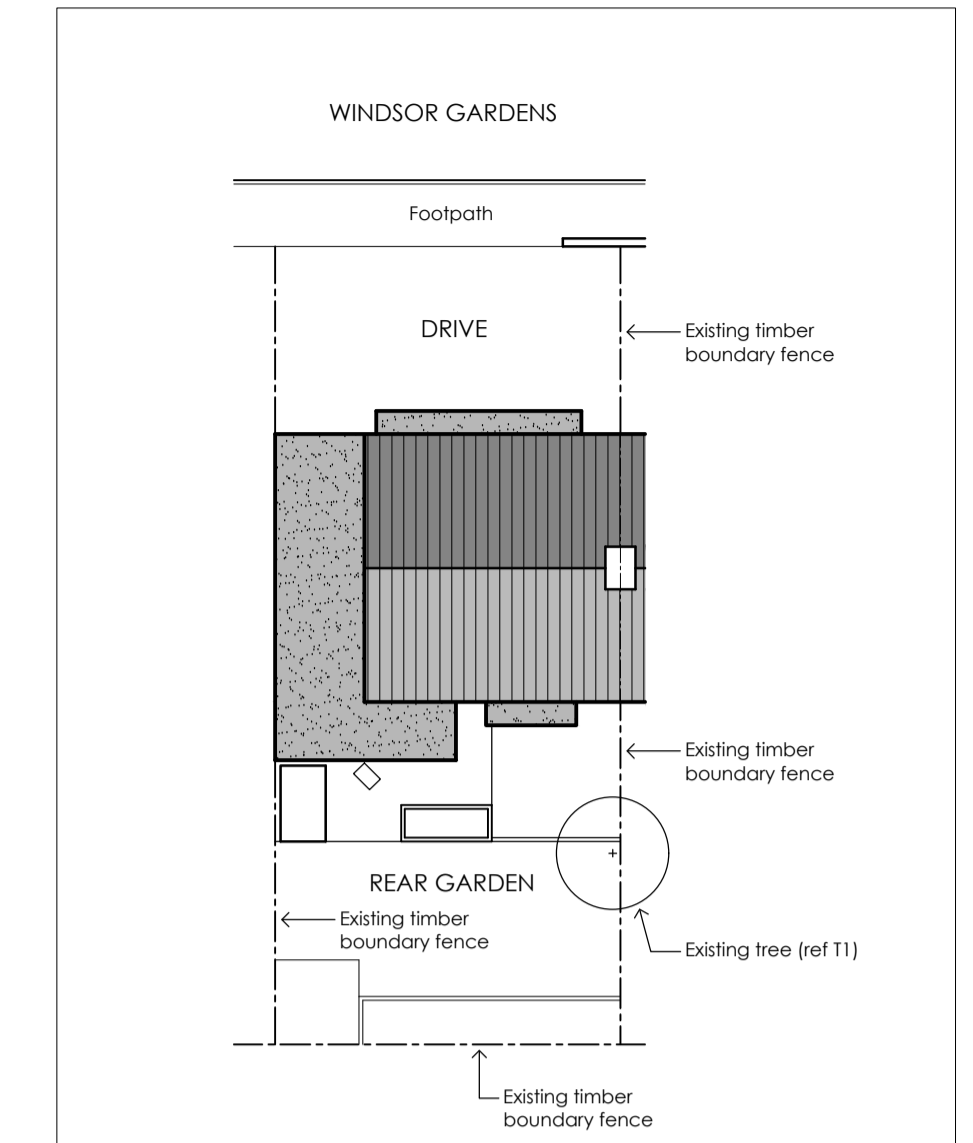 WINDSOR GARDENS
Footpath
DRIVE
Existing timber
boundary fence
Existing timber
boundary fence
REAR GARDEN
Existing timber
boundary fence
Existing tree (ref T1)
Existing timber
boundary fence